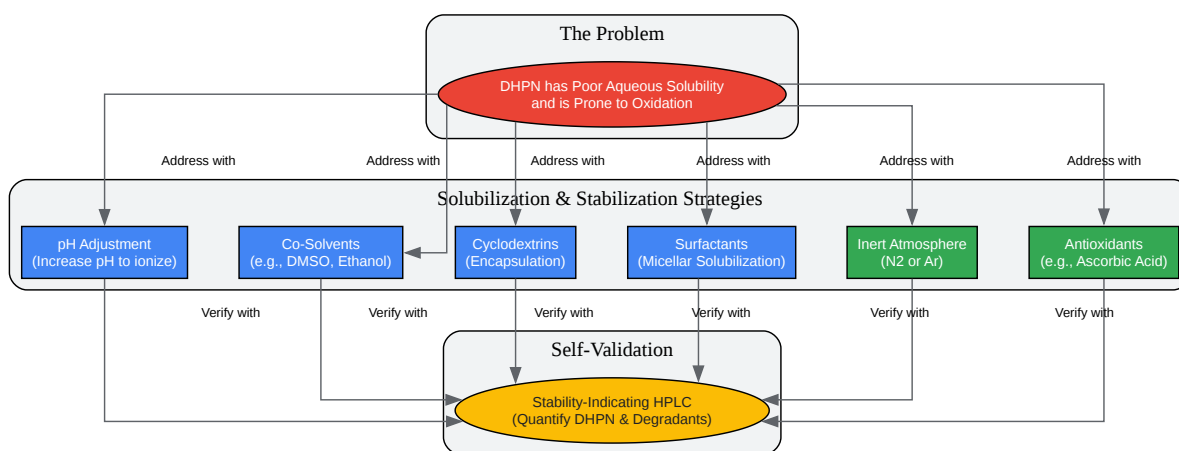 The Problem
DHPN has Poor Aqueous Solubility
and is Prone to Oxidation
Address with
Address with
Address with
Address with
Address with
Address with
Solubilization & Stabilization Strategies
pH Adjustment
(Increase pH to ionize)
Co-Solvents
(e.g., DMSO, Ethanol)
Cyclodextrins
(Encapsulation)
Surfactants
(Micellar Solubilization)
Inert Atmosphere
(N2 or Ar)
Antioxidants
(e.g., Ascorbic Acid)
Verify with
Verify with
Verify with
Verify with
Verify with
Verify with
Self-Validation
Stability-Indicating HPLC
(Quantify DHPN & Degradants)